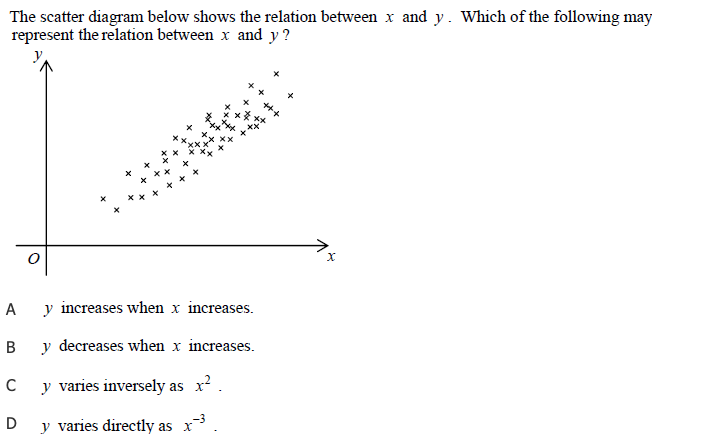 The scatter diagram below shows the relation between x and y. Which of the following may
represent the relation between x and y?
y
O
x
A y increases when x increases.
B y decreases when x increases.
C y varies inversely as x².
D y varies directly as x⁻³.